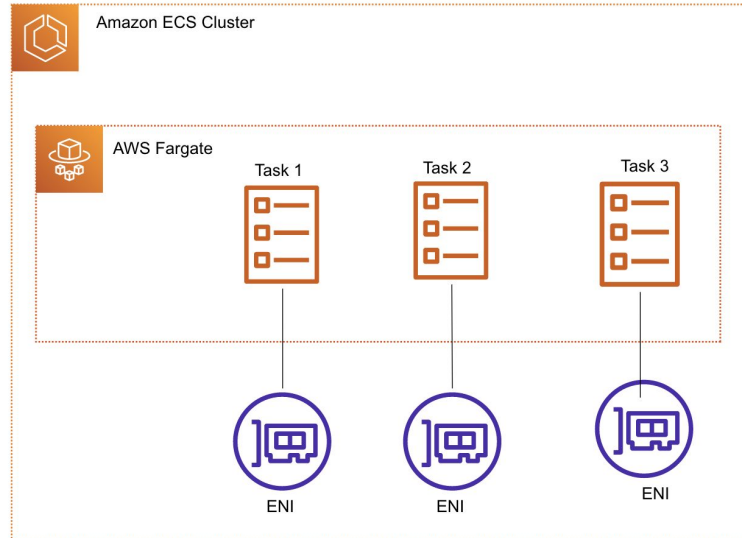 Amazon ECS Cluster
AWS Fargate
Task 1
Task 2
Task 3
ENI
ENI
ENI